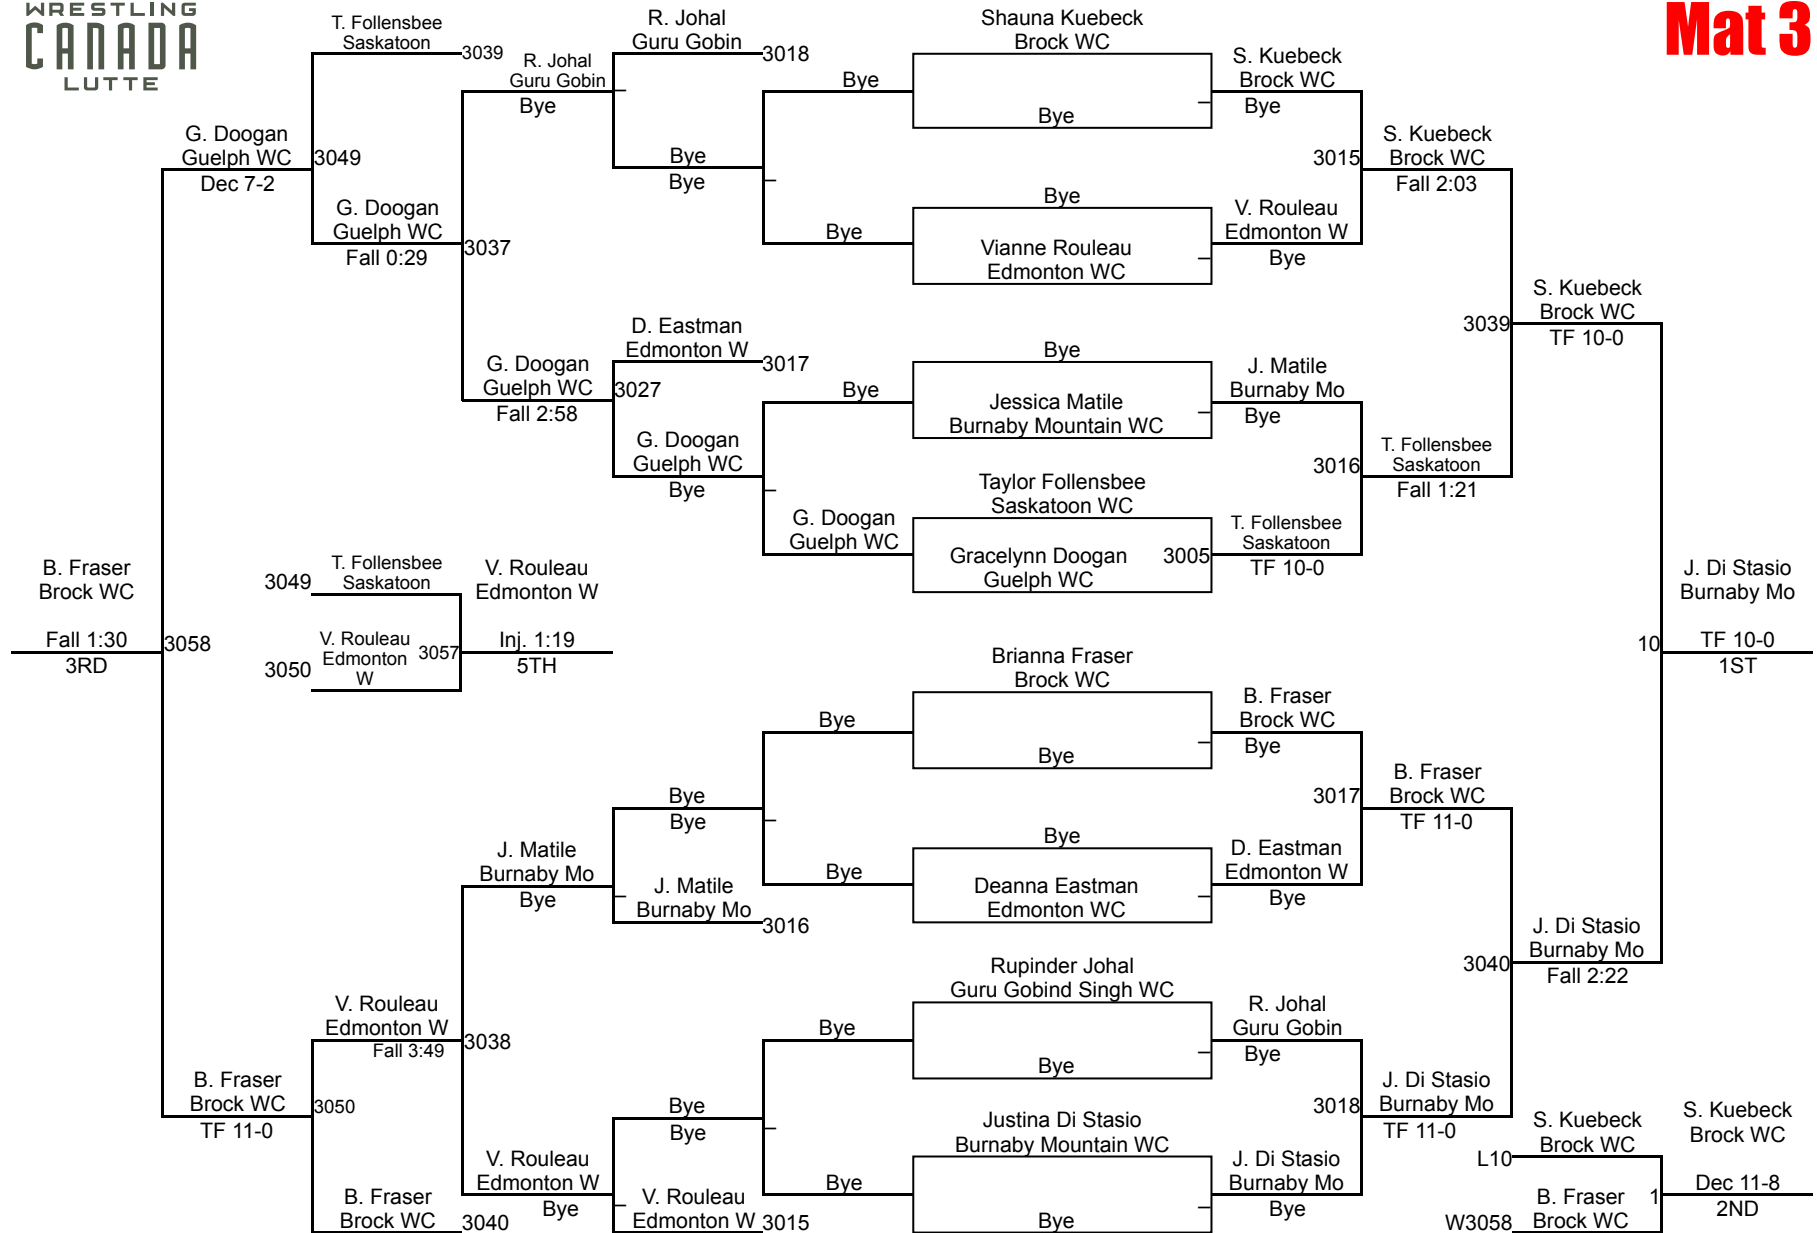 WRESTLING
CANADA
LUTTE
Mat 3
T. Follensbee
Saskatoon
3039
R. Johal
Guru Gobin
Bye
R. Johal
Guru Gobin
3018
Bye
Shauna Kuebeck
Brock WC
Bye
S. Kuebeck
Brock WC
Bye
G. Doogan
Guelph WC
Dec 7-2
3049
Bye
Bye
3015
S. Kuebeck
Brock WC
Fall 2:03
G. Doogan
Guelph WC
Fall 0:29
3037
Bye
Bye
Vianne Rouleau
Edmonton WC
V. Rouleau
Edmonton W
Bye
S. Kuebeck
Brock WC
TF 10-0
3039
D. Eastman
Edmonton W
3017
G. Doogan
Guelph WC
Fall 2:58
3027
Bye
Bye
Jessica Matile
Burnaby Mountain WC
J. Matile
Burnaby Mo
Bye
G. Doogan
Guelph WC
Bye
3016
T. Follensbee
Saskatoon
Fall 1:21
Taylor Follensbee
Saskatoon WC
G. Doogan
Guelph WC
Gracelynn Doogan
Guelph WC
3005
T. Follensbee
Saskatoon
TF 10-0
B. Fraser
Brock WC
Fall 1:30
3RD
3058
3049
T. Follensbee
Saskatoon
3050
V. Rouleau
Edmonton
W
3057
V. Rouleau
Edmonton W
Inj. 1:19
5TH
J. Di Stasio
Burnaby Mo
10
TF 10-0
1ST
Brianna Fraser
Brock WC
Bye
Bye
B. Fraser
Brock WC
Bye
Bye
Bye
3017
B. Fraser
Brock WC
TF 11-0
J. Matile
Burnaby Mo
Bye
J. Matile
Burnaby Mo
3016
Bye
Bye
Deanna Eastman
Edmonton WC
D. Eastman
Edmonton W
Bye
3040
J. Di Stasio
Burnaby Mo
Fall 2:22
Rupinder Johal
Guru Gobind Singh WC
Bye
Bye
R. Johal
Guru Gobin
Bye
V. Rouleau
Edmonton W
Fall 3:49
3038
B. Fraser
Brock WC
TF 11-0
3050
Bye
Bye
3018
J. Di Stasio
Burnaby Mo
TF 11-0
Justina Di Stasio
Burnaby Mountain WC
Bye
Bye
J. Di Stasio
Burnaby Mo
Bye
V. Rouleau
Edmonton W
Bye
V. Rouleau
Edmonton W
3015
B. Fraser
Brock WC
3040
L10
S. Kuebeck
Brock WC
W3058
B. Fraser
Brock WC
1
S. Kuebeck
Brock WC
Dec 11-8
2ND